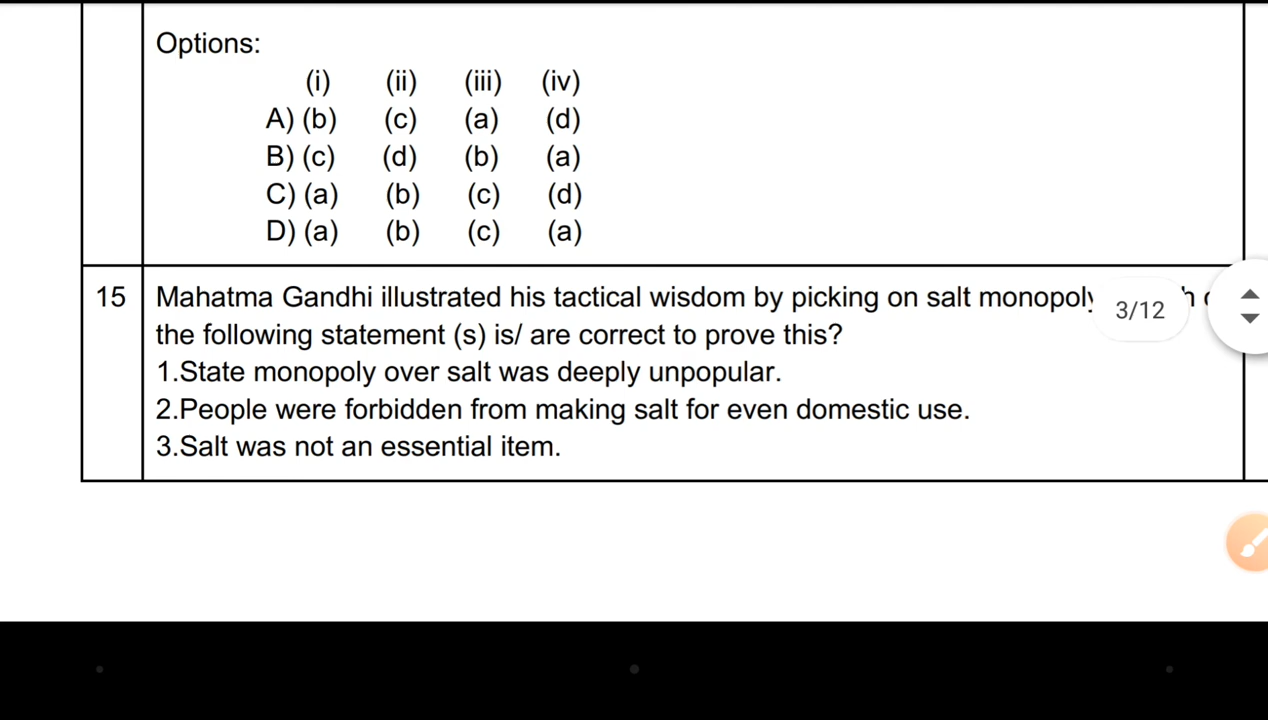 Options:
(i) (ii) (iii) (iv)
A) (b) (c) (a) (d)
B) (c) (d) (b) (a)
C) (a) (b) (c) (d)
D) (a) (b) (c) (a)
15 Mahatma Gandhi illustrated his tactical wisdom by picking on salt monopoly
3/12
the following statement (s) is/ are correct to prove this?
1.State monopoly over salt was deeply unpopular.
2.People were forbidden from making salt for even domestic use.
3.Salt was not an essential item.